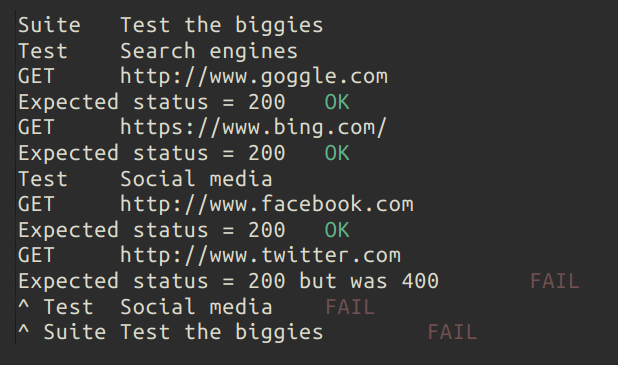 Suite Test the biggies
Test Search engines
GET http://www.goggle.com
Expected status = 200 OK
GET https://www.bing.com/
Expected status = 200 OK
Test Social media
GET http://www.facebook.com
Expected status = 200 OK
GET http://www.twitter.com
Expected status = 200 but was 400 FAIL
^ Test Social media FAIL
^ Suite Test the biggies FAIL